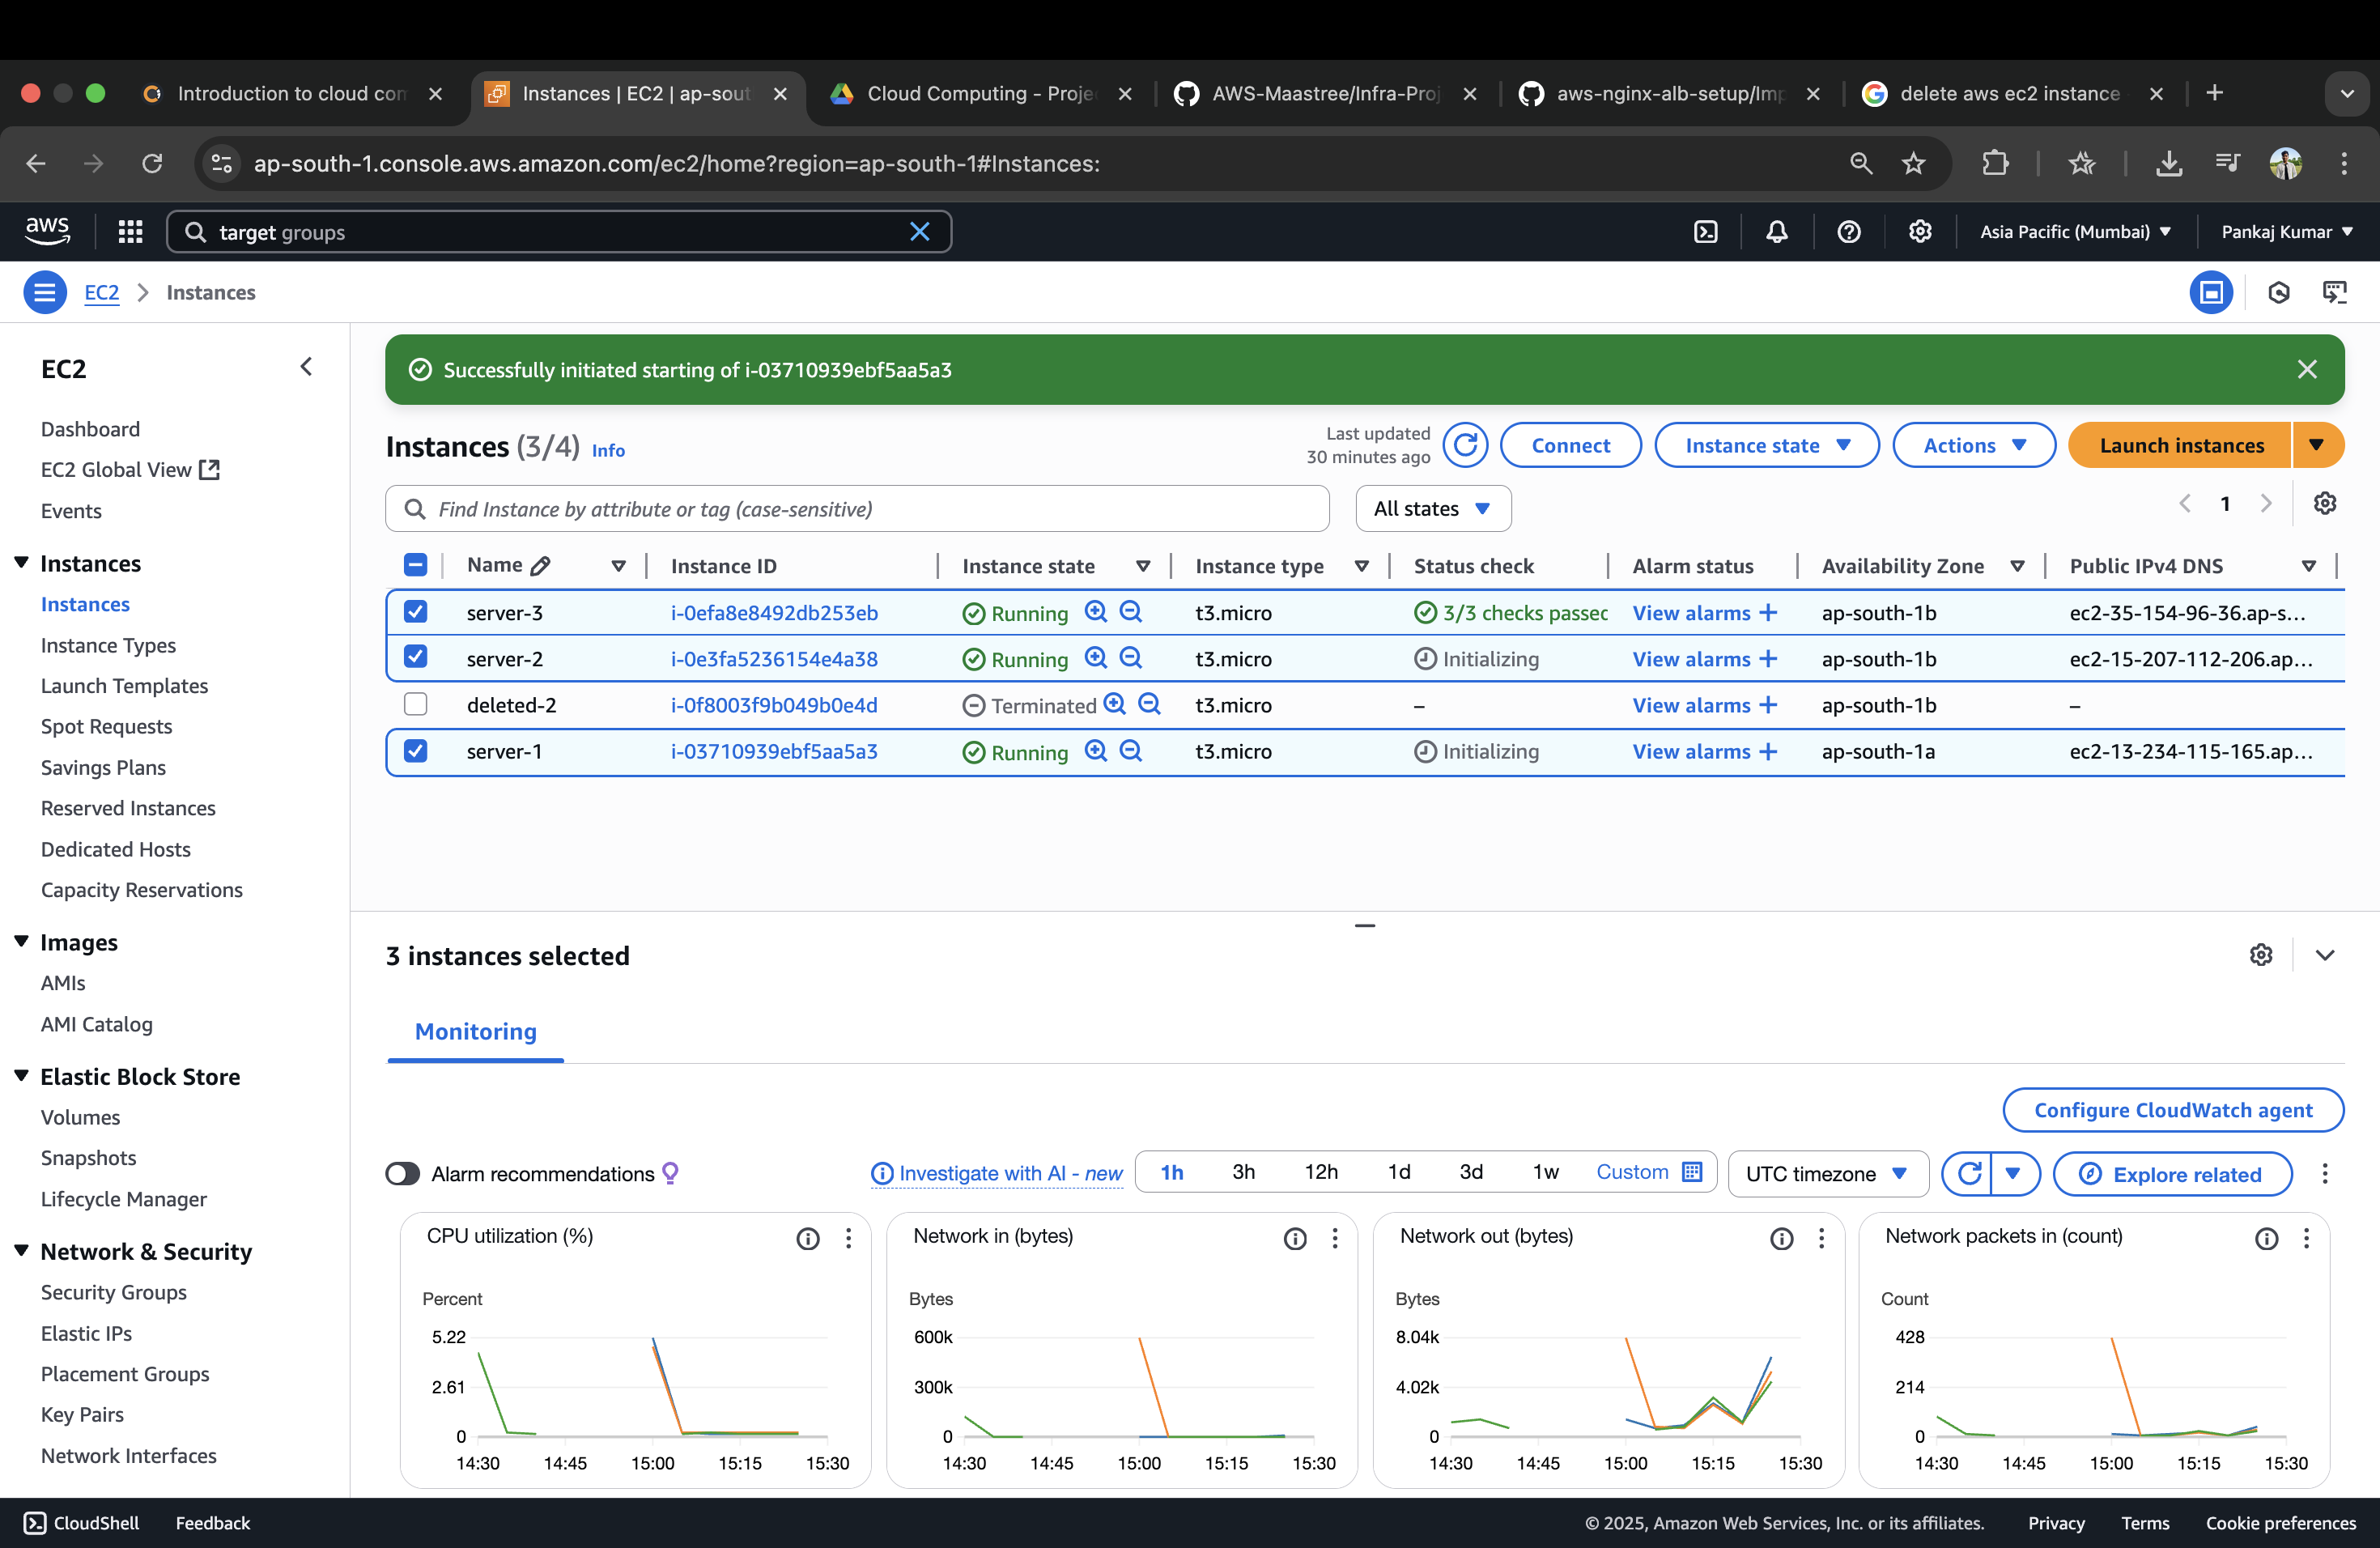 Introduction to cloud con
Instances | EC2 | ap-sout
Cloud Computing - Proje
AWS-Maastree/Infra-Proj
aws-nginx-alb-setup/Imp
delete aws ec2 instance
ap-south-1.console.aws.amazon.com/ec2/home?region=ap-south-1#Instances:
aws
target groups
Asia Pacific (Mumbai)
Pankaj Kumar
EC2
Instances
EC2
Dashboard
EC2 Global View
Events
Instances
Instances
Instance Types
Launch Templates
Spot Requests
Savings Plans
Reserved Instances
Dedicated Hosts
Capacity Reservations
Images
AMIs
AMI Catalog
Elastic Block Store
Volumes
Snapshots
Lifecycle Manager
Network & Security
Security Groups
Elastic IPs
Placement Groups
Key Pairs
Network Interfaces
Successfully initiated starting of i-03710939ebf5aa5a3
Instances (3/4) Info
Last updated
30 minutes ago
Connect
Instance state
Actions
Launch instances
Find Instance by attribute or tag (case-sensitive)
All states
1
Name Instance ID Instance state Instance type Status check Alarm status Availability Zone Public IPv4 DNS
server-3 i-0efa8e8492db253eb Running t3.micro 3/3 checks passec View alarms + ap-south-1b ec2-35-154-96-36.ap-s...
server-2 i-0e3fa5236154e4a38 Running t3.micro Initializing View alarms + ap-south-1b ec2-15-207-112-206.ap...
deleted-2 i-0f8003f9b049b0e4d Terminated t3.micro – View alarms + ap-south-1b –
server-1 i-03710939ebf5aa5a3 Running t3.micro Initializing View alarms + ap-south-1a ec2-13-234-115-165.ap...
3 instances selected
Monitoring
Configure CloudWatch agent
Alarm recommendations
Investigate with AI - new
1h 3h 12h 1d 3d 1w Custom
UTC timezone
Explore related
CPU utilization (%)
Percent
5.22
2.61
0
14:30 14:45 15:00 15:15 15:30
Network in (bytes)
Bytes
600k
300k
0
14:30 14:45 15:00 15:15 15:30
Network out (bytes)
Bytes
8.04k
4.02k
0
14:30 14:45 15:00 15:15 15:30
Network packets in (count)
Count
428
214
0
14:30 14:45 15:00 15:15 15:30
CloudShell
Feedback
© 2025, Amazon Web Services, Inc. or its affiliates.
Privacy
Terms
Cookie preferences